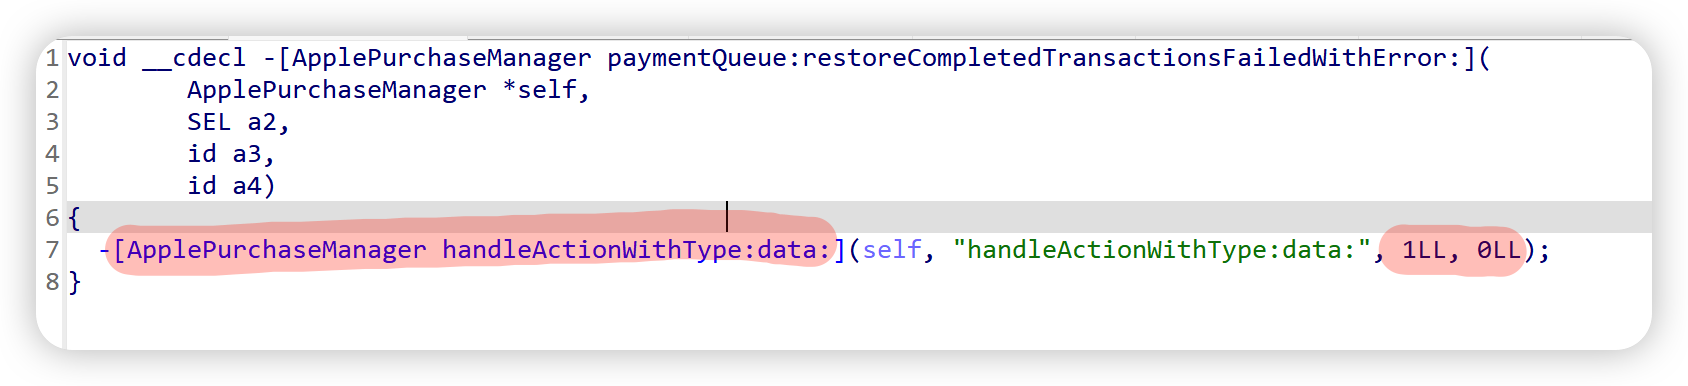 1 void __cdecl -[ApplePurchaseManager paymentQueue:restoreCompletedTransactionsFailedWithError:](
2         ApplePurchaseManager *self,
3         SEL a2,
4         id a3,
5         id a4)
6 {
7   -[ApplePurchaseManager handleActionWithType:data:](self, "handleActionWithType:data:", 1LL, 0LL);
8 }